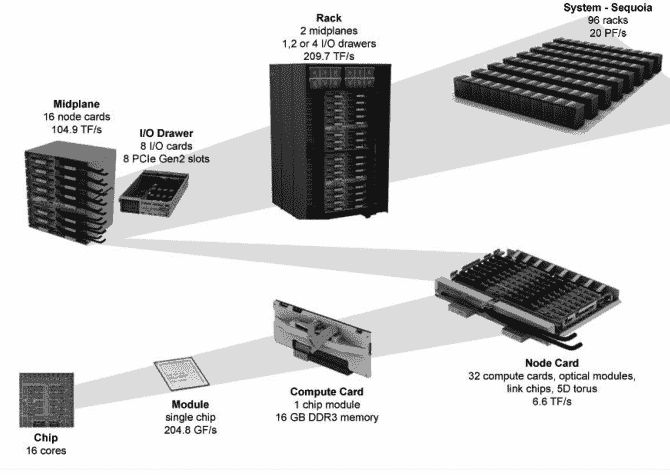 System - Sequoia
96 racks
20 PF/s
Rack
2 midplanes
1,2 or 4 I/O drawers
209.7 TF/s
Midplane
16 node cards
104.9 TF/s
I/O Drawer
8 I/O cards
8 PCIe Gen2 slots
Node Card
32 compute cards, optical modules,
link chips, 5D torus
6.6 TF/s
Compute Card
1 chip module
16 GB DDR3 memory
Module
single chip
204.8 GF/s
Chip
16 cores